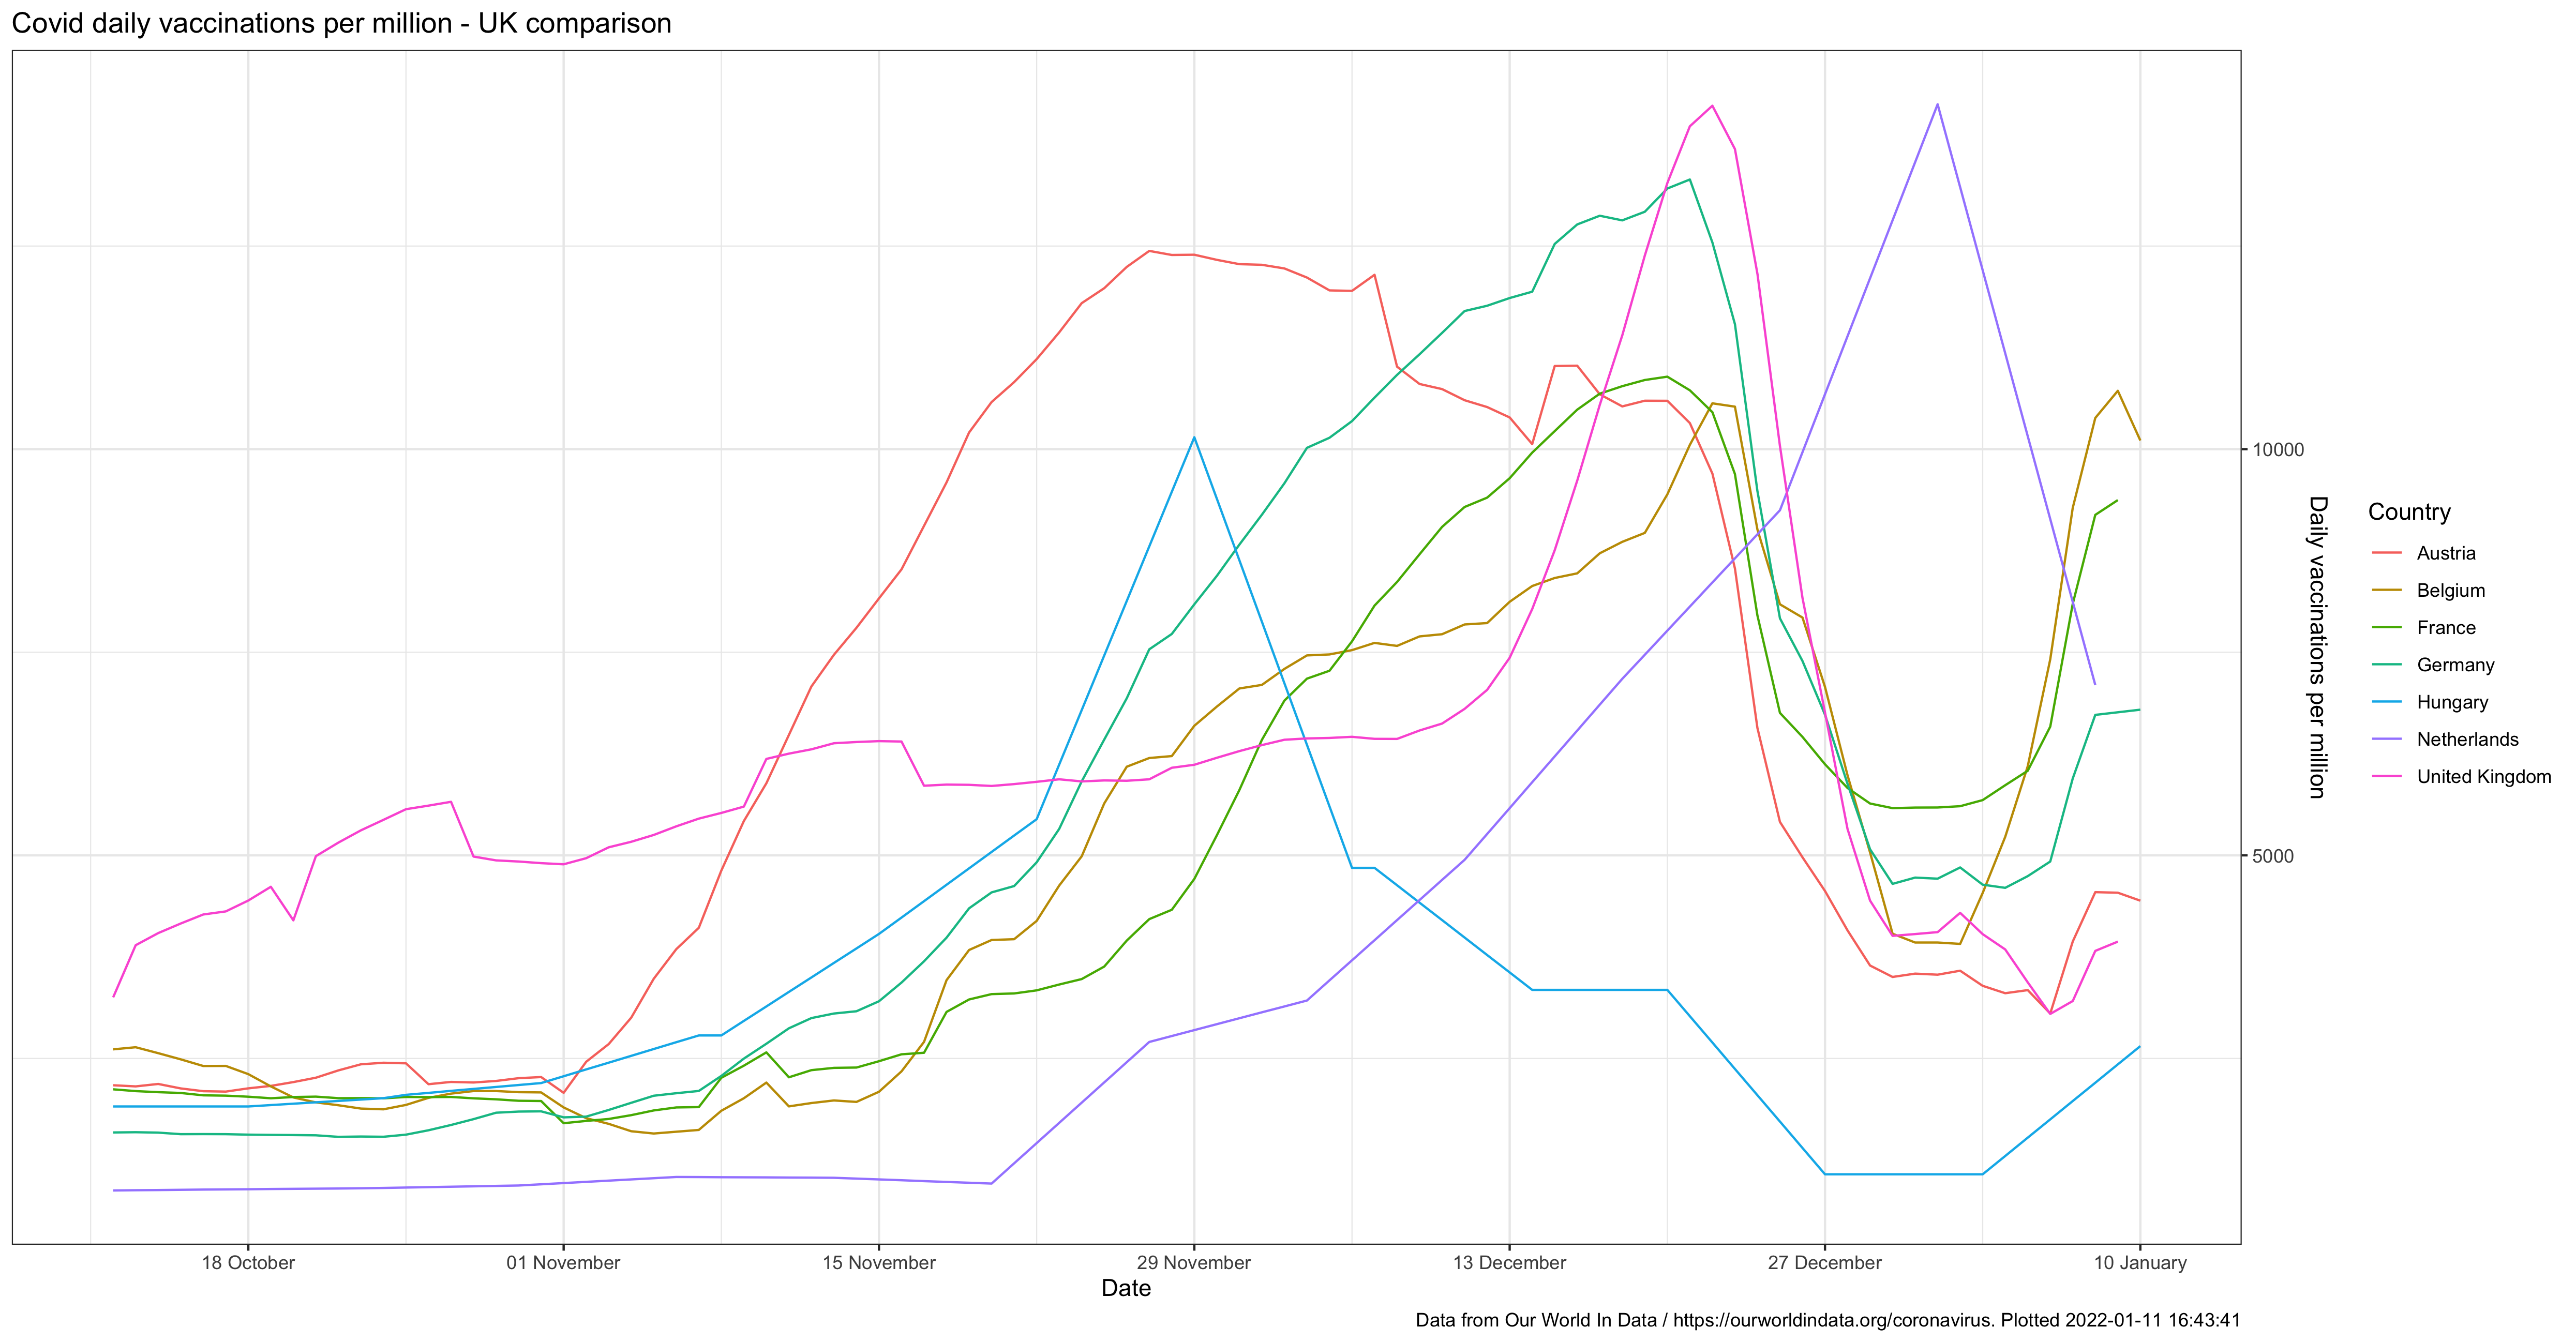 Covid daily vaccinations per million - UK comparison
10000
5000
Daily vaccinations per million
Country
Austria
Belgium
France
Germany
Hungary
Netherlands
United Kingdom
18 October
01 November
15 November
29 November
13 December
27 December
10 January
Date
Data from Our World In Data / https://ourworldindata.org/coronavirus. Plotted 2022-01-11 16:43:41